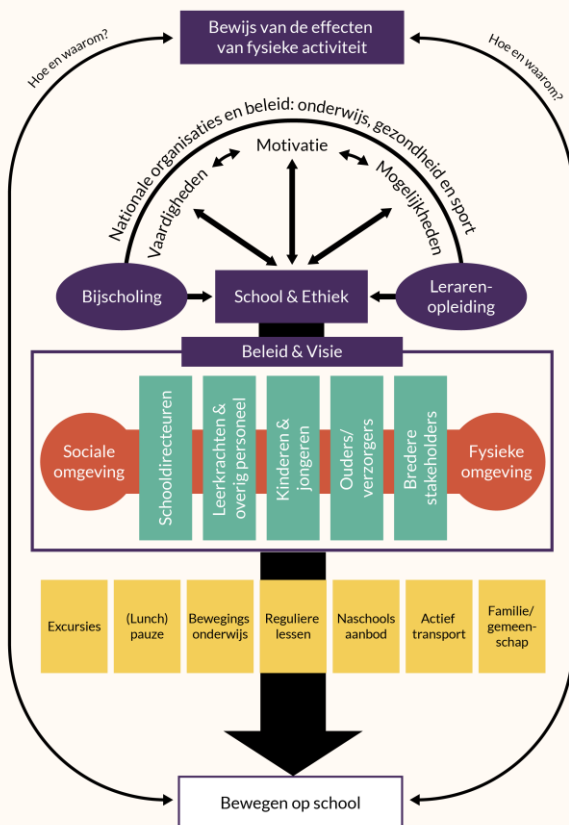 Bewijs van de effecten
van fysieke activiteit
Hoe en waarom?
Hoe en waarom?
Nationale organisaties en beleid: onderwijs, gezondheid en sport
Motivatie
Vaardigheden
Mogelijkheden
Bijscholing
School & Ethiek
Leraren-
opleiding
Beleid & Visie
Sociale
omgeving
Schooldirecteuren
Leerkrachten &
overig personeel
Kinderen &
jongeren
Ouders/
verzorgers
Bredere
stakeholders
Fysieke
omgeving
Excursies
(Lunch)
pauze
Bewegings
onderwijs
Reguliere
lessen
Naschools
aanbod
Actief
transport
Familie/
gemeen-
schap
Bewegen op school